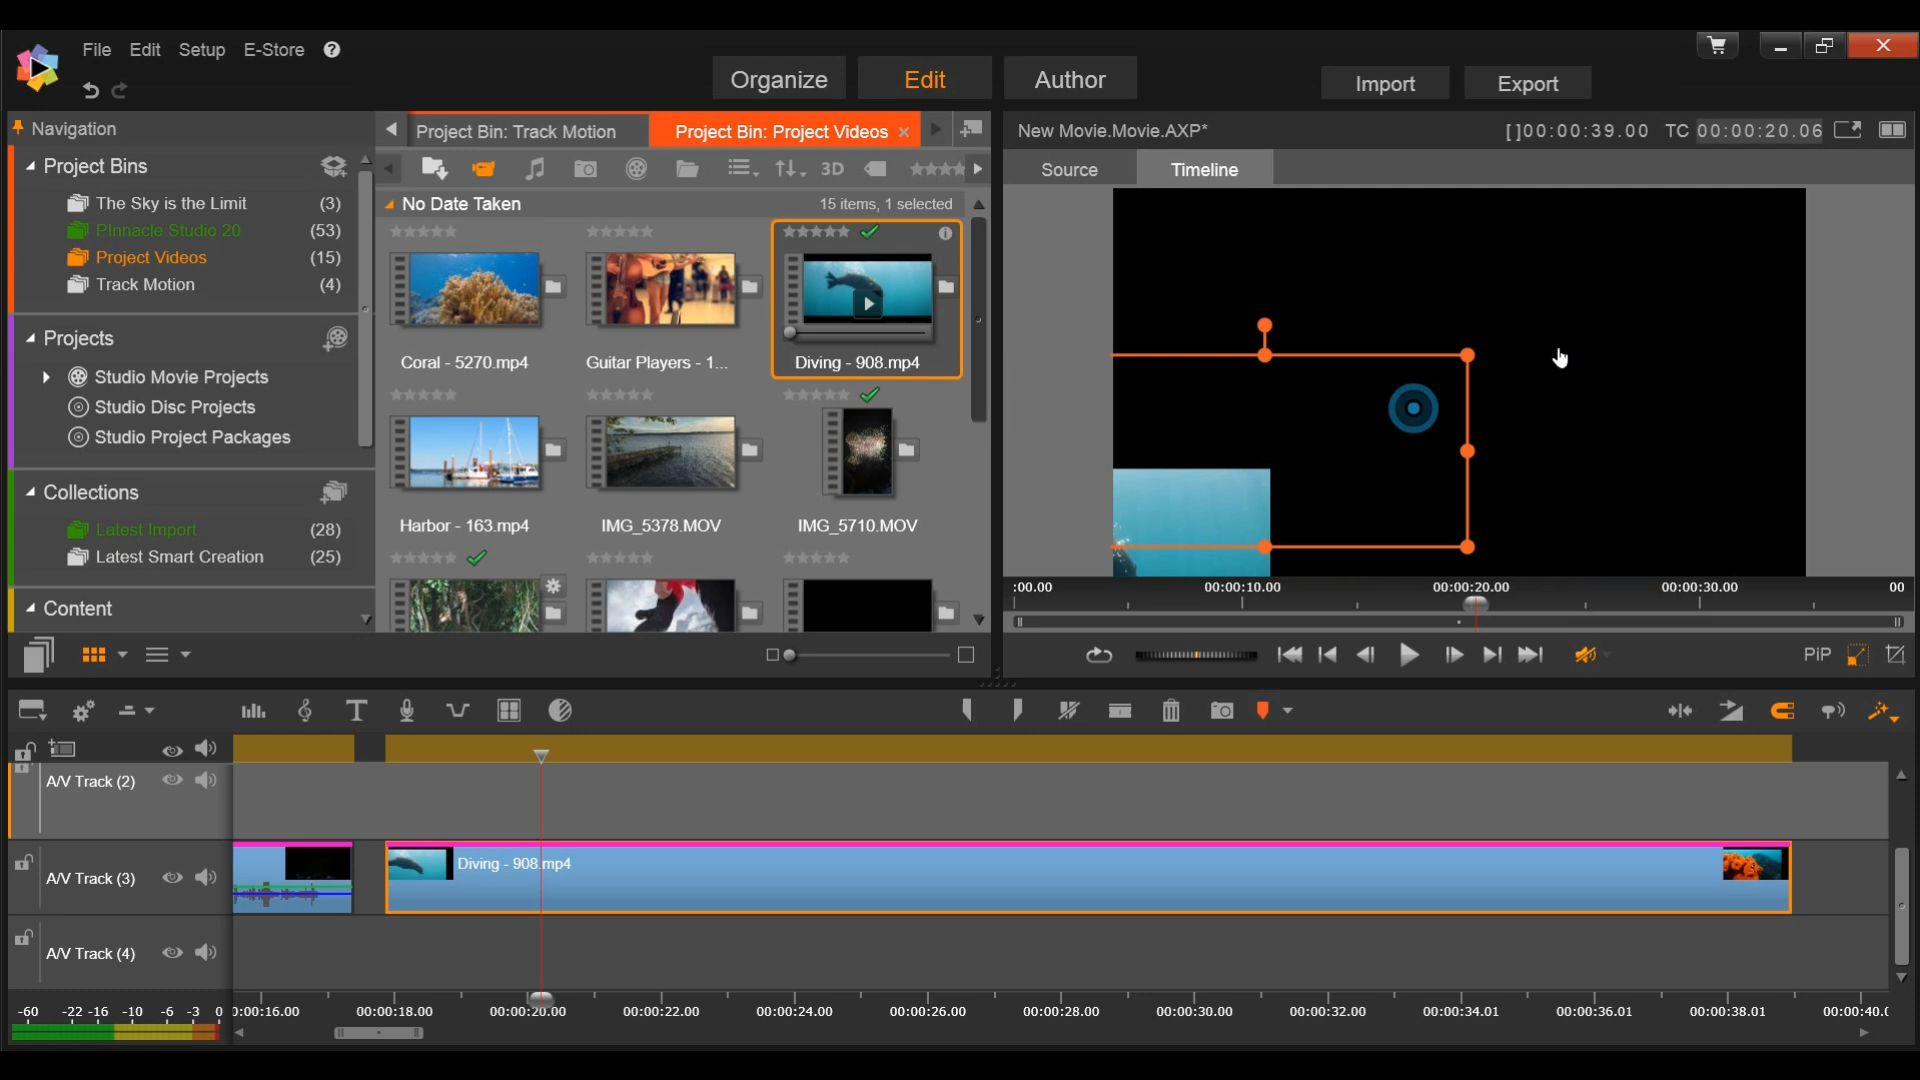 File Edit Setup E-Store ?
Organize Edit Author Import Export
Navigation
Project Bins
The Sky is the Limit (3)
PInnacle Studio 20 (53)
Project Videos (15)
Track Motion (4)
Projects
Studio Movie Projects
Studio Disc Projects
Studio Project Packages
Collections
Latest Import (28)
Latest Smart Creation (25)
Content
Project Bin: Track Motion Project Bin: Project Videos
3D
No Date Taken 15 items, 1 selected
Coral - 5270.mp4 Guitar Players - 1... Diving - 908.mp4
Harbor - 163.mp4 IMG_5378.MOV IMG_5710.MOV
New Movie.Movie.AXP* []00:00:39.00 TC 00:00:20.06
Source Timeline
:00.00 00:00:10.00 00:00:20.00 00:00:30.00 00
PiP
A/V Track (2)
A/V Track (3) Diving - 908.mp4
A/V Track (4)
-60 -22 -16 -10 -6 -3 0
0:00:16.00 00:00:18.00 00:00:20.00 00:00:22.00 00:00:24.00 00:00:26.00 00:00:28.00 00:00:30.00 00:00:32.00 00:00:34.01 00:00:36.01 00:00:38.01 00:00:40.0